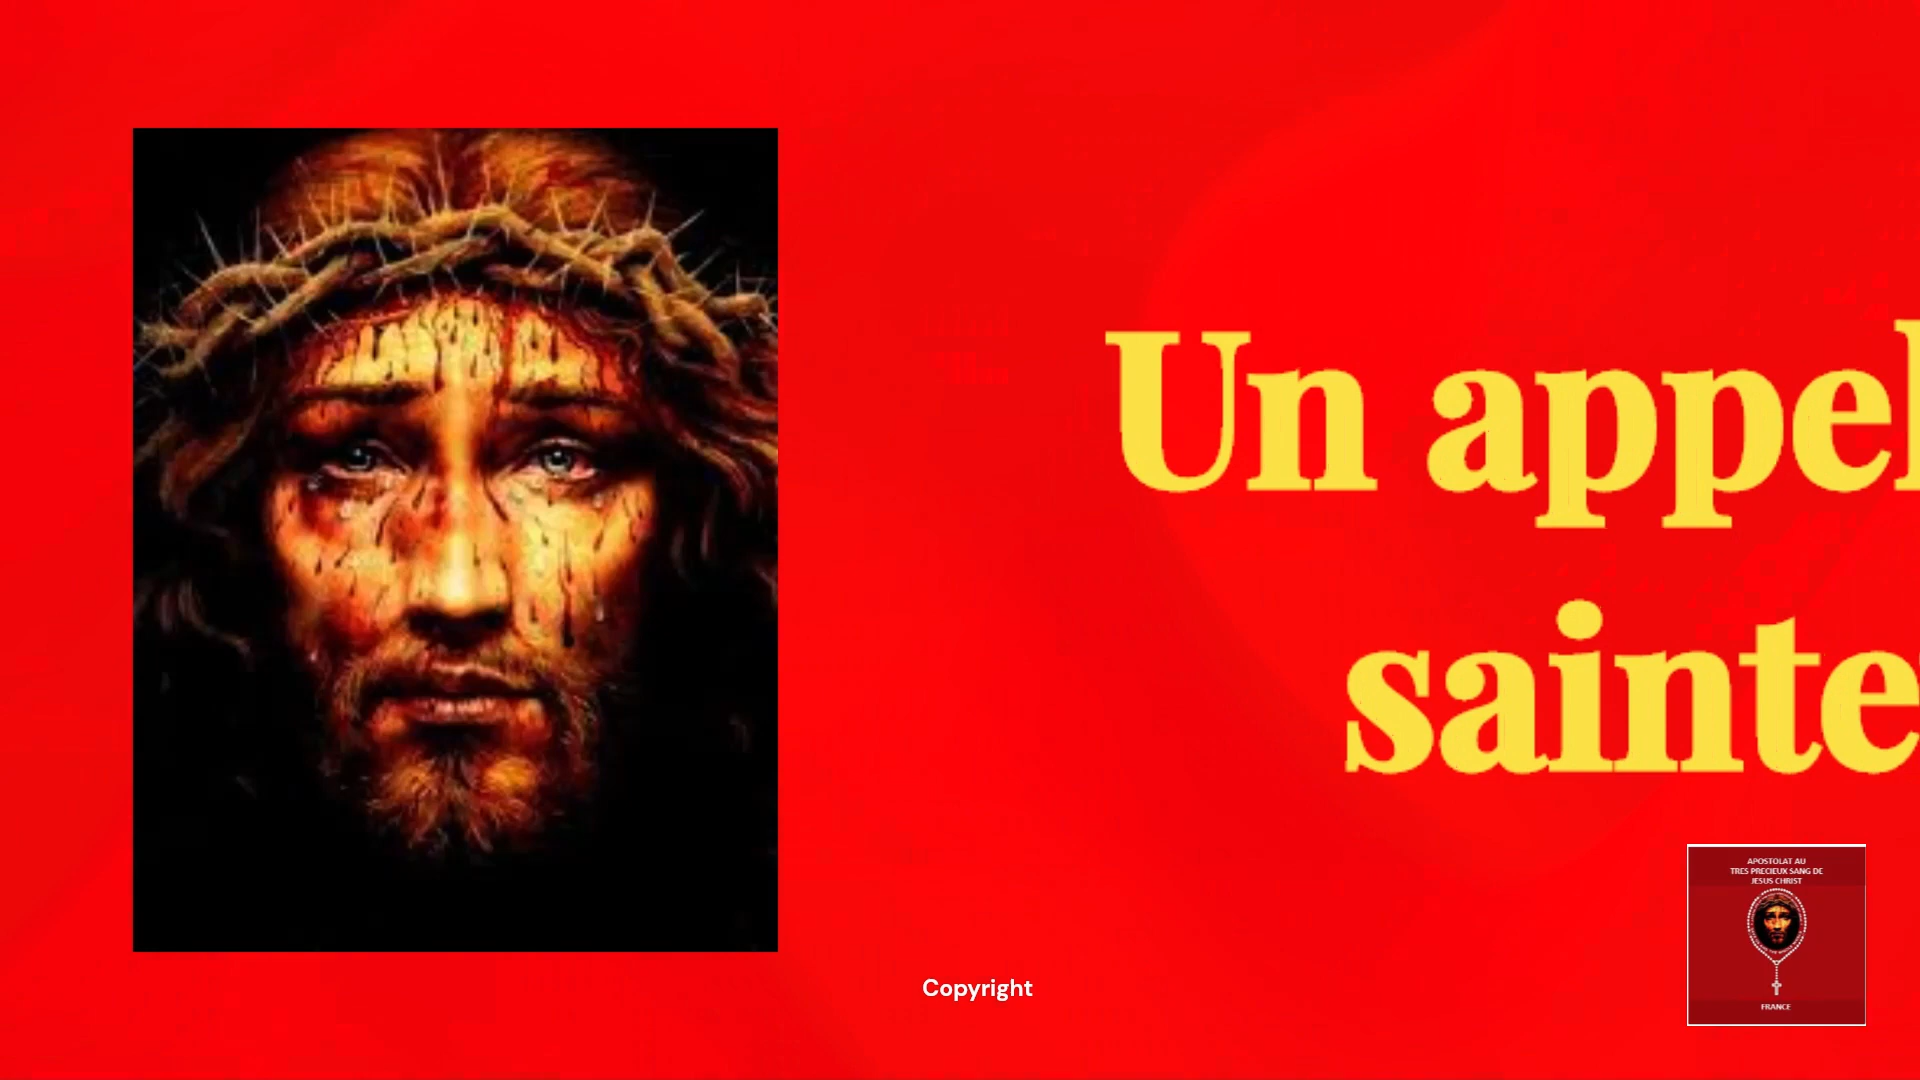 Un appel
sainte
Copyright
APOSTOLAT AU
TRES PRECIEUX SANG DE
JESUS CHRIST
FRANCE